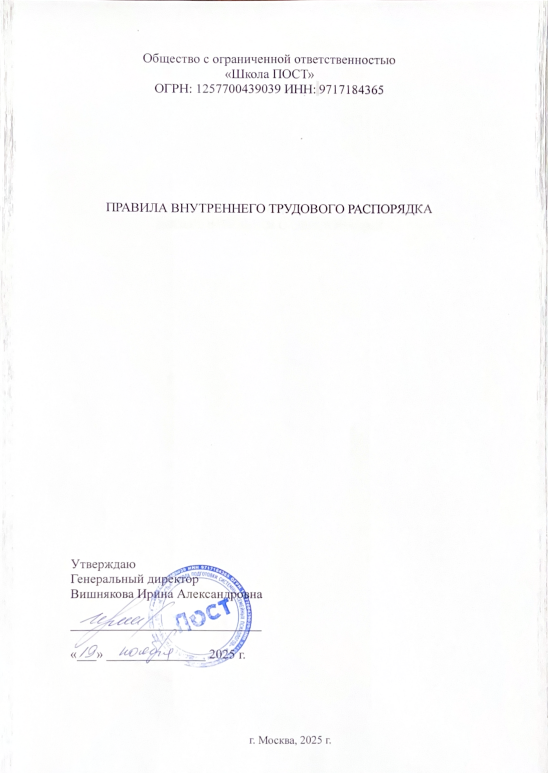 Общество с ограниченной ответственностью
«Школа ПОСТ»
ОГРН: 1257700439039 ИНН: 9717184365
ПРАВИЛА ВНУТРЕННЕГО ТРУДОВОГО РАСПОРЯДКА
Утверждаю
Генеральный директор
Вишнякова Ирина Александровна
ПОСТ
«19» ноября 2025 г.
г. Москва, 2025 г.